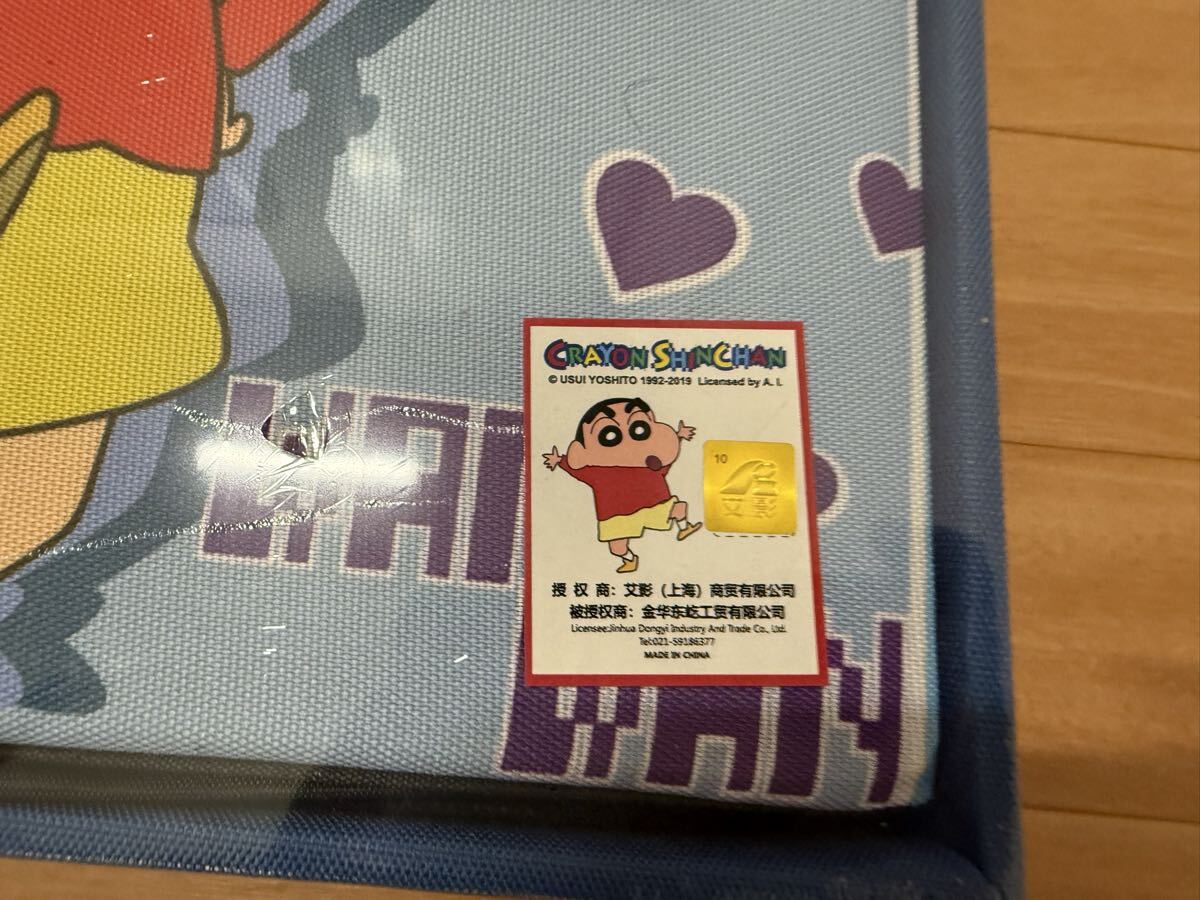 CRAYON SHINCHAN
© USUI YOSHITO 1992-2019 Licensed by A. I.
10
艾影
授 权 商：艾影（上海）商贸有限公司
被授权商：金华东屹工贸有限公司
Licensee:Jinhua Dongyi Industry And Trade Co., Ltd.
Tel:021-59186377
MADE IN CHINA